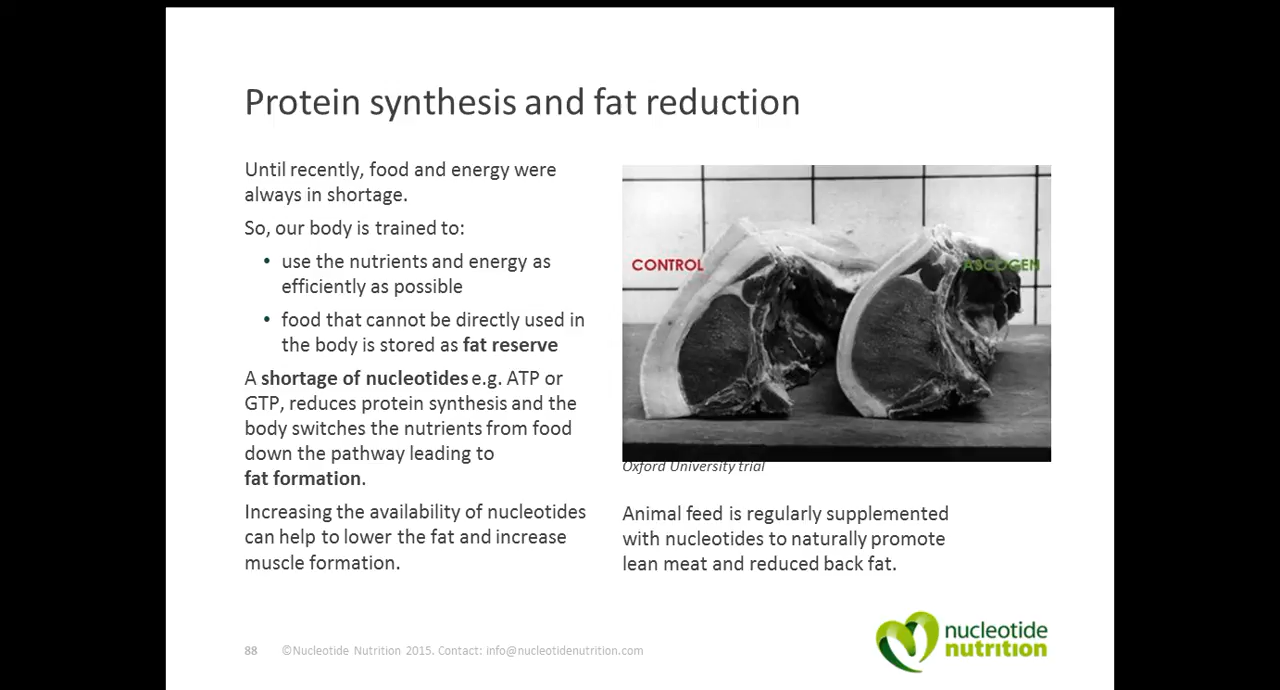 Protein synthesis and fat reduction
Until recently, food and energy were
always in shortage.
So, our body is trained to:
• use the nutrients and energy as
efficiently as possible
• food that cannot be directly used in
the body is stored as fat reserve
A shortage of nucleotides e.g. ATP or
GTP, reduces protein synthesis and the
body switches the nutrients from food
down the pathway leading to
fat formation.
Increasing the availability of nucleotides
can help to lower the fat and increase
muscle formation.
CONTROL
ASCOGEN
Oxford University trial
Animal feed is regularly supplemented
with nucleotides to naturally promote
lean meat and reduced back fat.
88 ©Nucleotide Nutrition 2015. Contact: info@nucleotidenutrition.com
nucleotide
nutrition